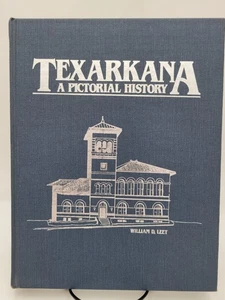 TEXARKANA
A PICTORIAL HISTORY
WILLIAM D. LEET